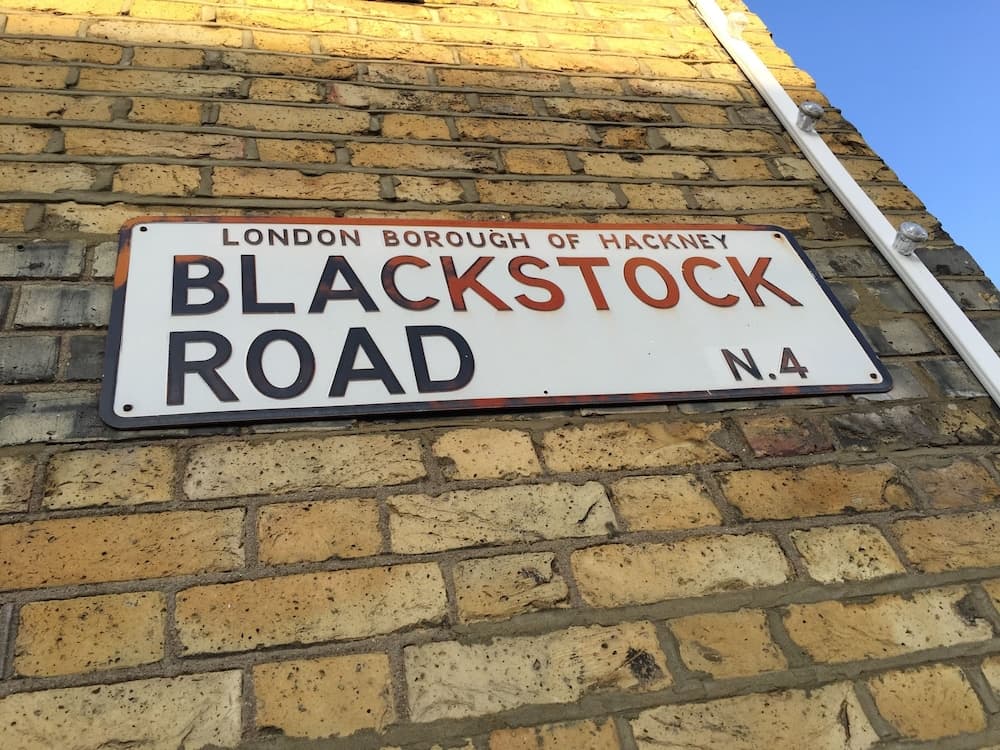 LONDON BOROUGH OF HACKNEY
BLACKSTOCK
ROAD N.4